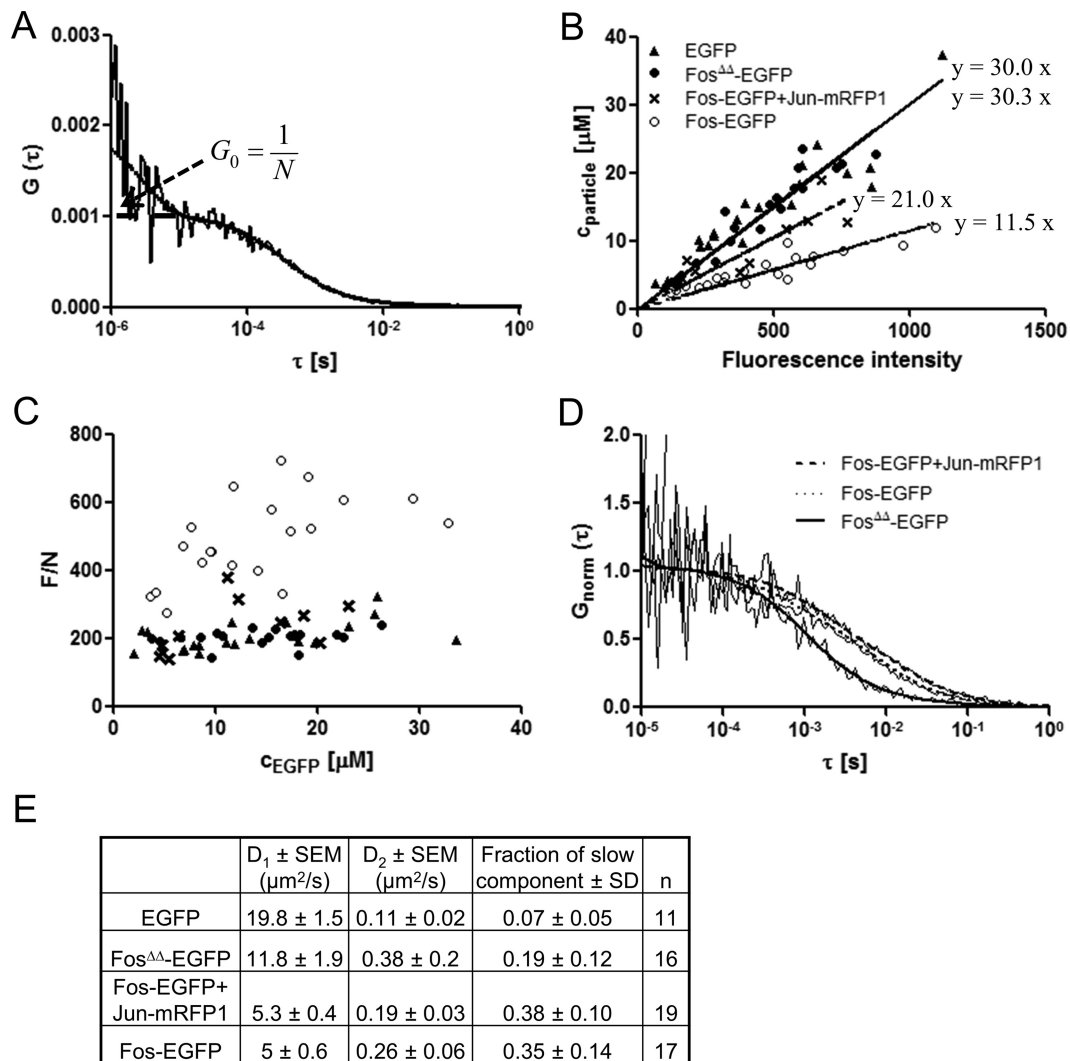 A
0.003
0.002
0.001
0.000
G (τ)
G₀ = 1/N
10⁻⁶
10⁻⁴
10⁻²
10⁰
τ [s]
B
40
30
20
10
0
c_particle [µM]
▲ EGFP
● Fos^ΔΔ-EGFP
× Fos-EGFP+Jun-mRFP1
○ Fos-EGFP
y = 30.0 x
y = 30.3 x
y = 21.0 x
y = 11.5 x
0
500
1000
1500
Fluorescence intensity
C
800
600
400
200
0
F/N
0
10
20
30
40
c_EGFP [µM]
D
2.0
1.5
1.0
0.5
0.0
G_norm (τ)
Fos-EGFP+Jun-mRFP1
Fos-EGFP
Fos^ΔΔ-EGFP
10⁻⁵
10⁻⁴
10⁻³
10⁻²
10⁻¹
10⁰
τ [s]
E
D₁ ± SEM (µm²/s)
D₂ ± SEM (µm²/s)
Fraction of slow component ± SD
n
EGFP 19.8 ± 1.5 0.11 ± 0.02 0.07 ± 0.05 11
Fos^ΔΔ-EGFP 11.8 ± 1.9 0.38 ± 0.2 0.19 ± 0.12 16
Fos-EGFP+
Jun-mRFP1 5.3 ± 0.4 0.19 ± 0.03 0.38 ± 0.10 19
Fos-EGFP 5 ± 0.6 0.26 ± 0.06 0.35 ± 0.14 17